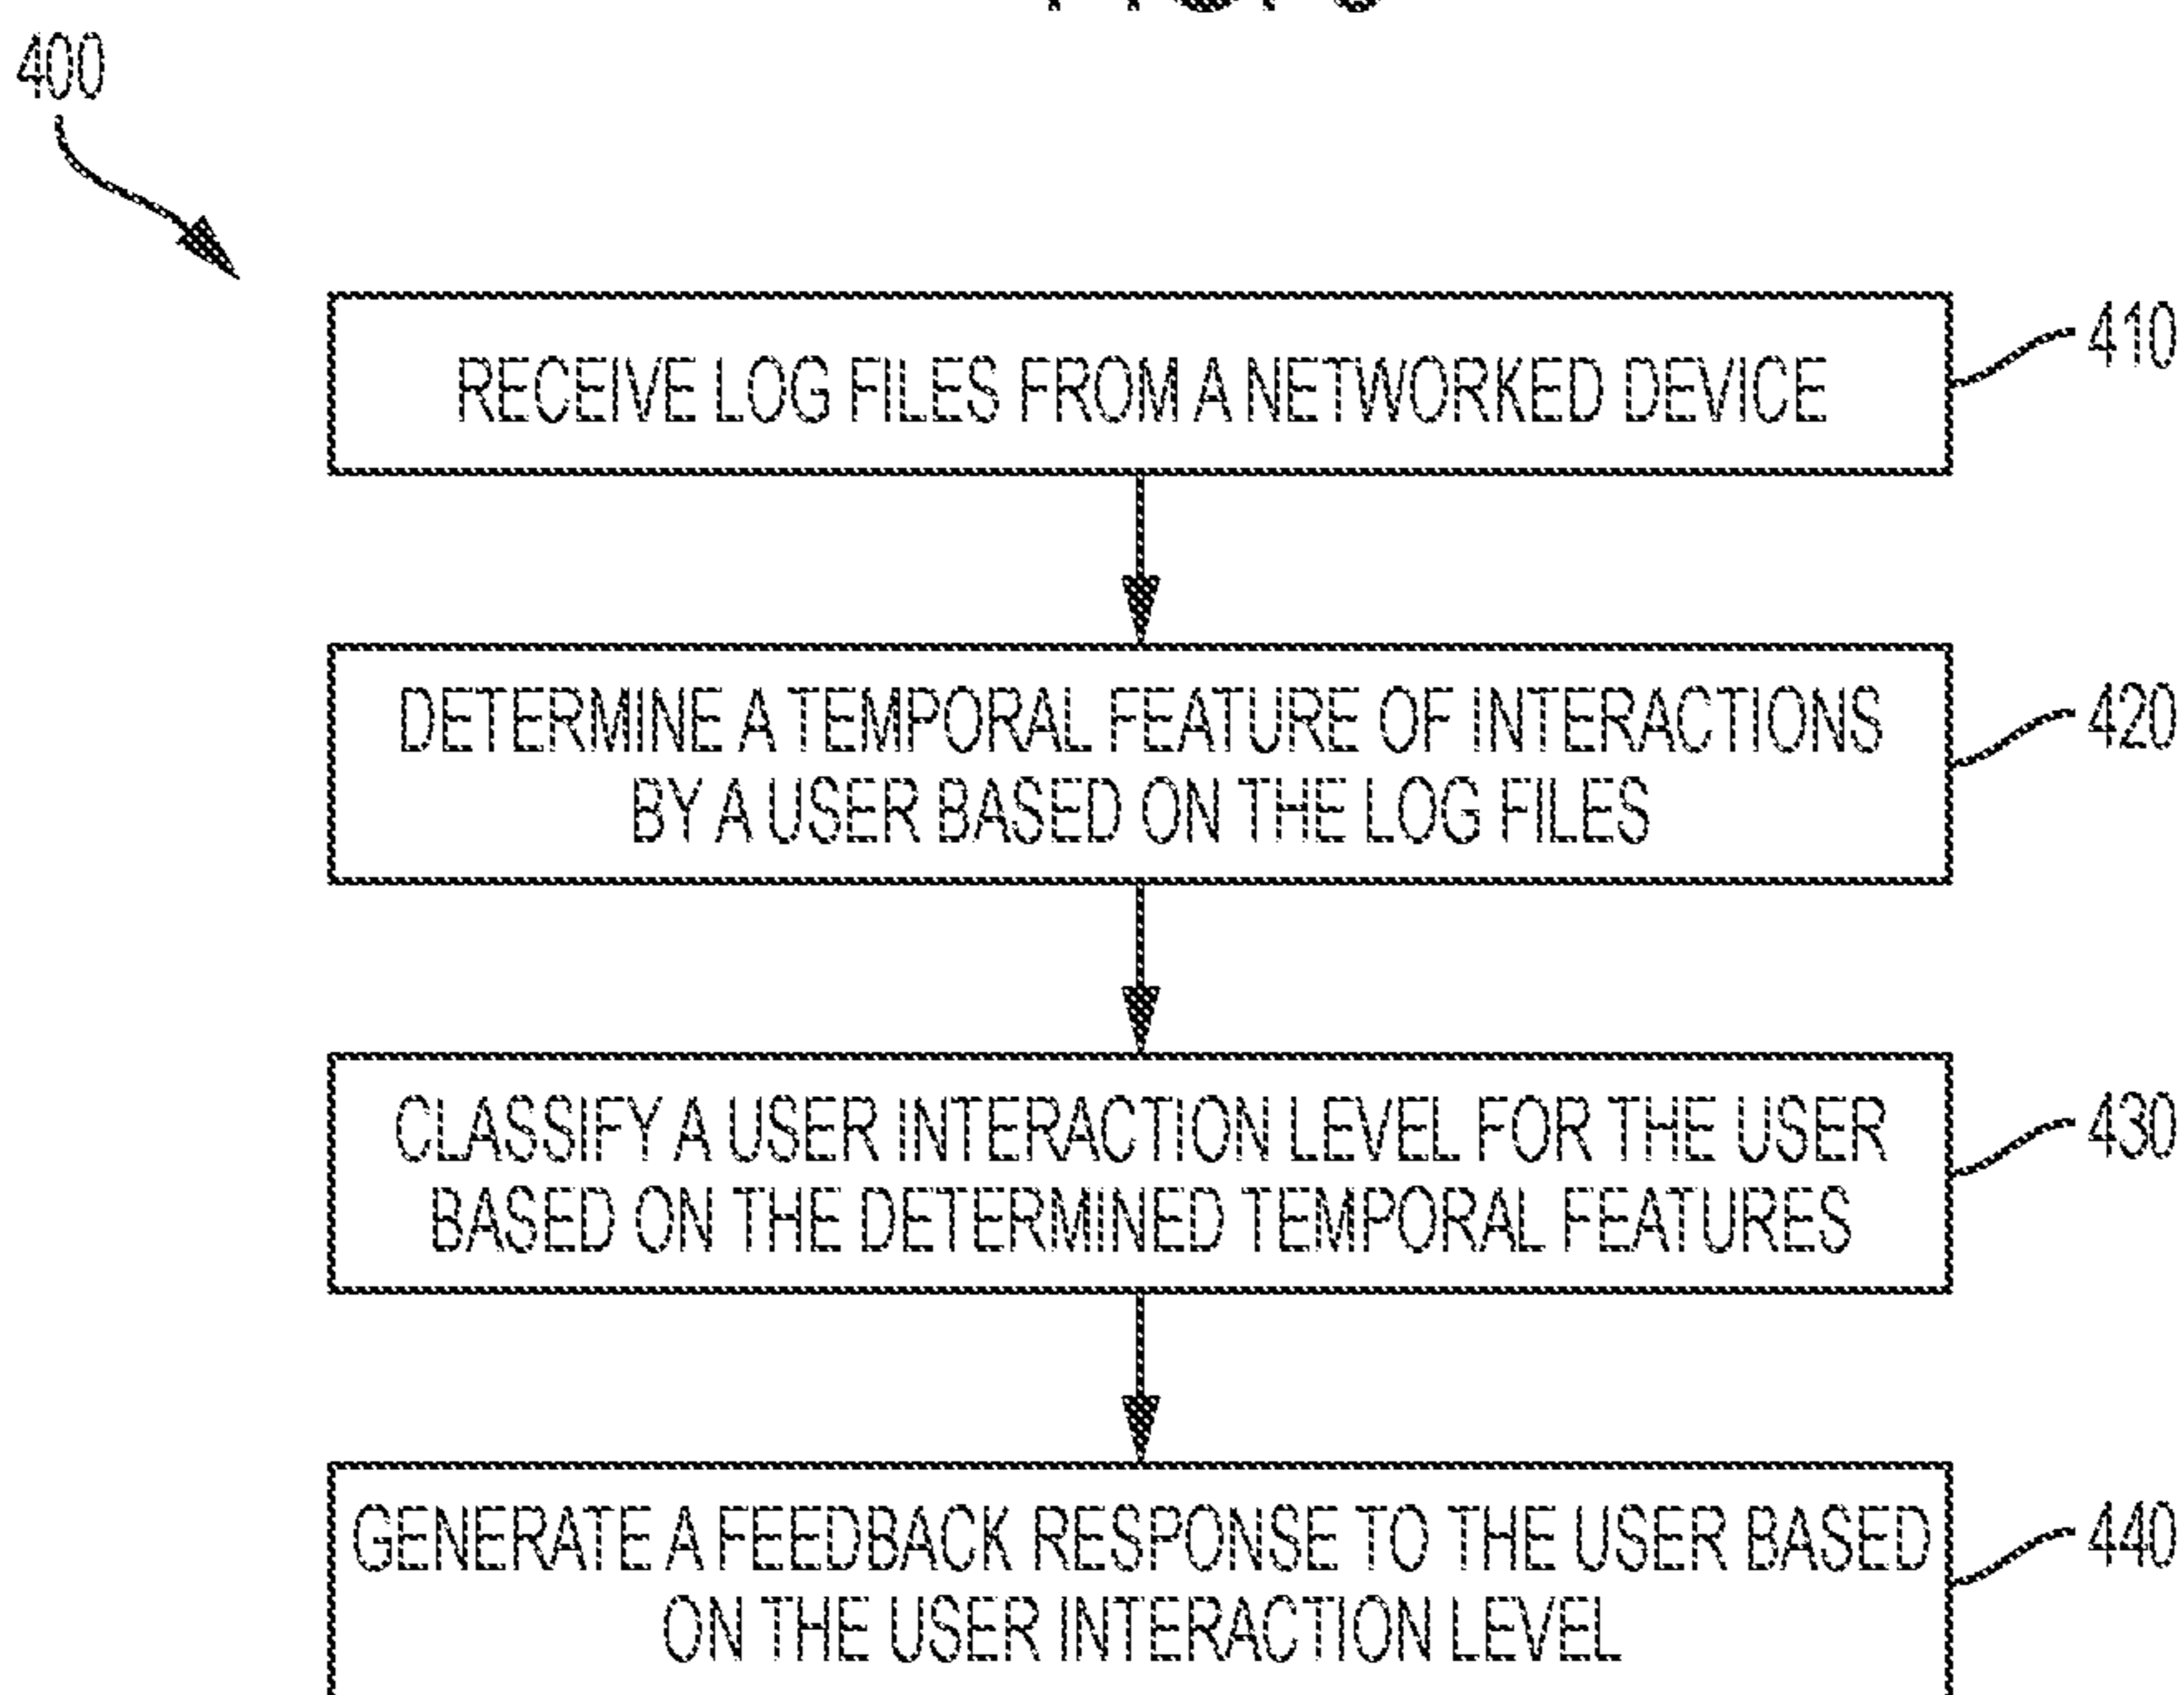 400
RECEIVE LOG FILES FROM A NETWORKED DEVICE
410
DETERMINE A TEMPORAL FEATURE OF INTERACTIONS
BY A USER BASED ON THE LOG FILES
420
CLASSIFY A USER INTERACTION LEVEL FOR THE USER
BASED ON THE DETERMINED TEMPORAL FEATURES
430
GENERATE A FEEDBACK RESPONSE TO THE USER BASED
ON THE USER INTERACTION LEVEL
440